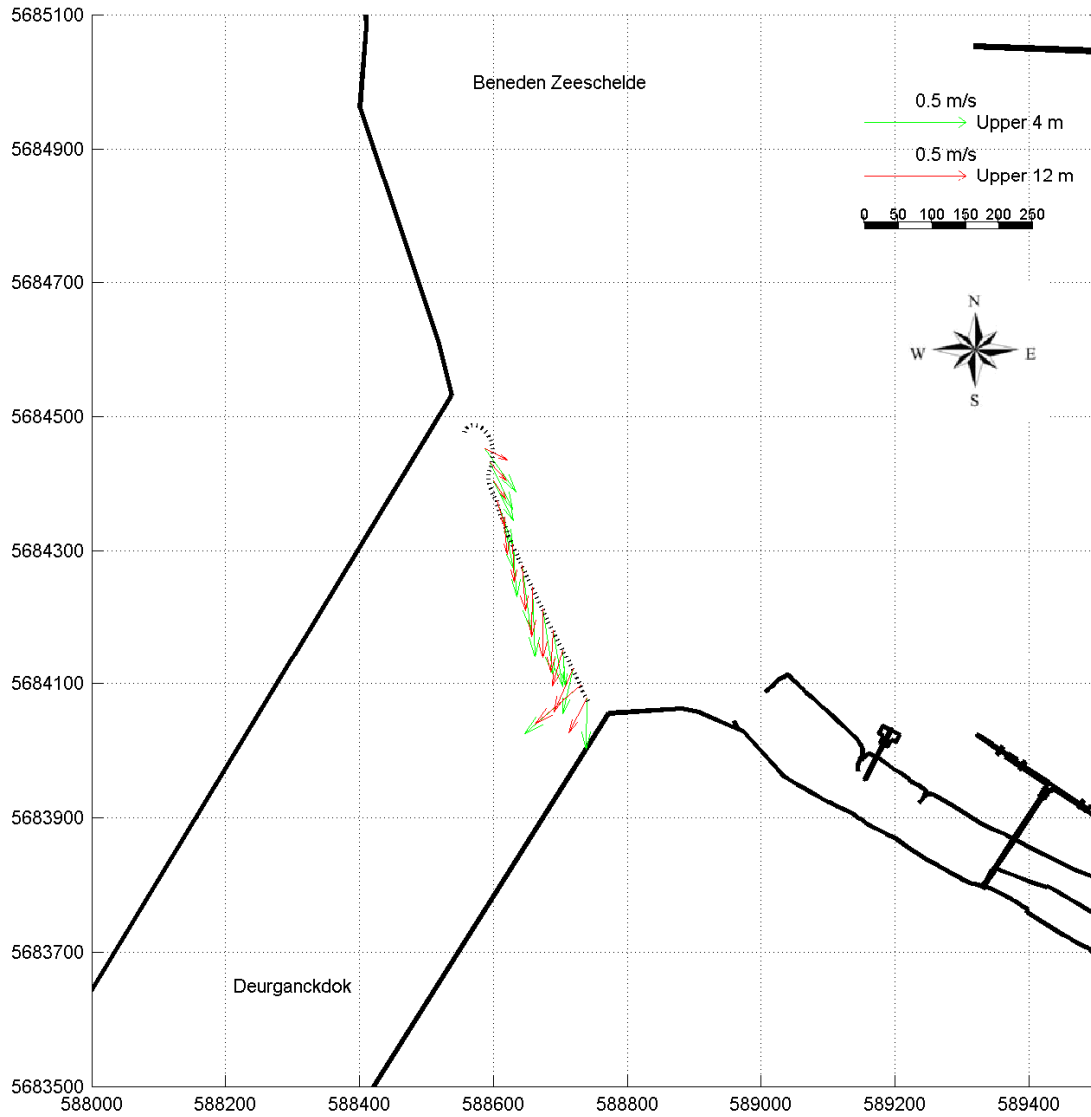 5685100
Beneden Zeeschelde
0.5 m/s
Upper 4 m
5684900
0.5 m/s
Upper 12 m
0 50 100 150 200 250
5684700
N
W E
S
5684500
5684300
5684100
5683900
5683700
Deurganckdok
5683500
588000 588200 588400 588600 588800 589000 589200 589400